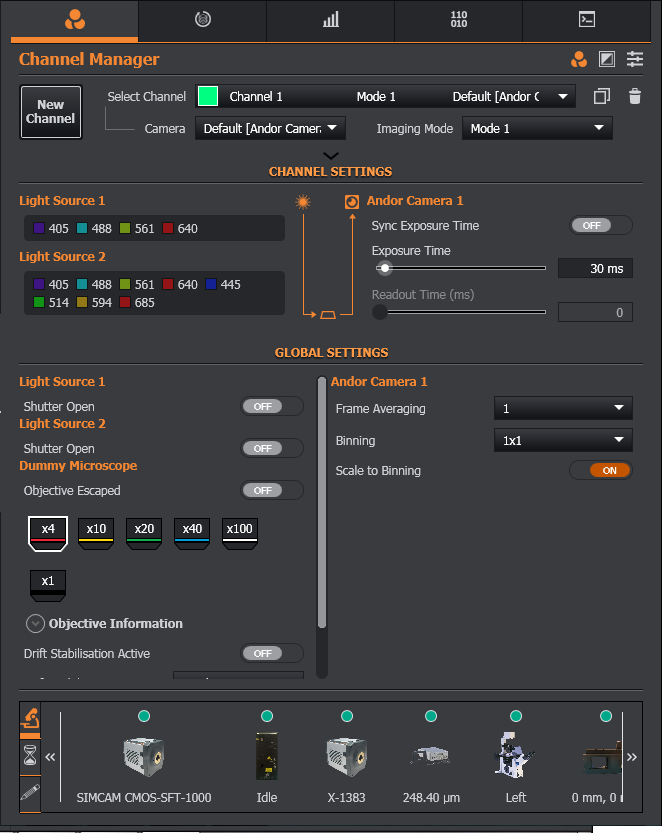 110
010
Channel Manager
New
Channel
Select Channel Channel 1 Mode 1 Default [Andor C
Camera Default [Andor Camera Imaging Mode Mode 1
CHANNEL SETTINGS
Light Source 1
405 488 561 640
Light Source 2
405 488 561 640 445
514 594 685
Andor Camera 1
Sync Exposure Time OFF
Exposure Time
30 ms
Readout Time (ms)
0
GLOBAL SETTINGS
Light Source 1
Shutter Open OFF
Light Source 2
Shutter Open OFF
Dummy Microscope
Objective Escaped OFF
x4 x10 x20 x40 x100
x1
Objective Information
Drift Stabilisation Active OFF
Andor Camera 1
Frame Averaging 1
Binning 1x1
Scale to Binning ON
SIMCAM CMOS-SFT-1000 Idle X-1383 248.40 µm Left 0 mm, 0